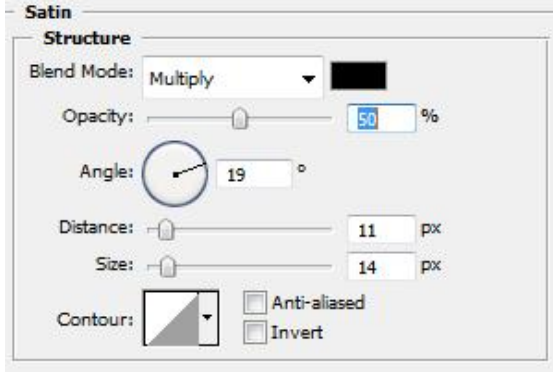 Satin
Structure
Blend Mode: Multiply
Opacity: 50 %
Angle: 19 °
Distance: 11 px
Size: 14 px
Contour: Anti-aliased
Invert